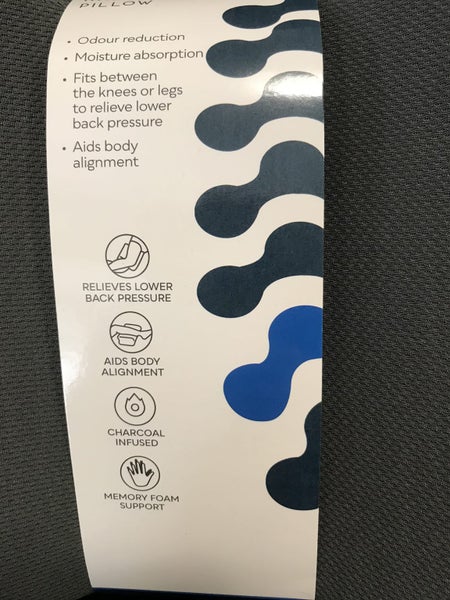 PILLOW
• Odour reduction
• Moisture absorption
• Fits between
the knees or legs
to relieve lower
back pressure
• Aids body
alignment
RELIEVES LOWER
BACK PRESSURE
AIDS BODY
ALIGNMENT
CHARCOAL
INFUSED
MEMORY FOAM
SUPPORT